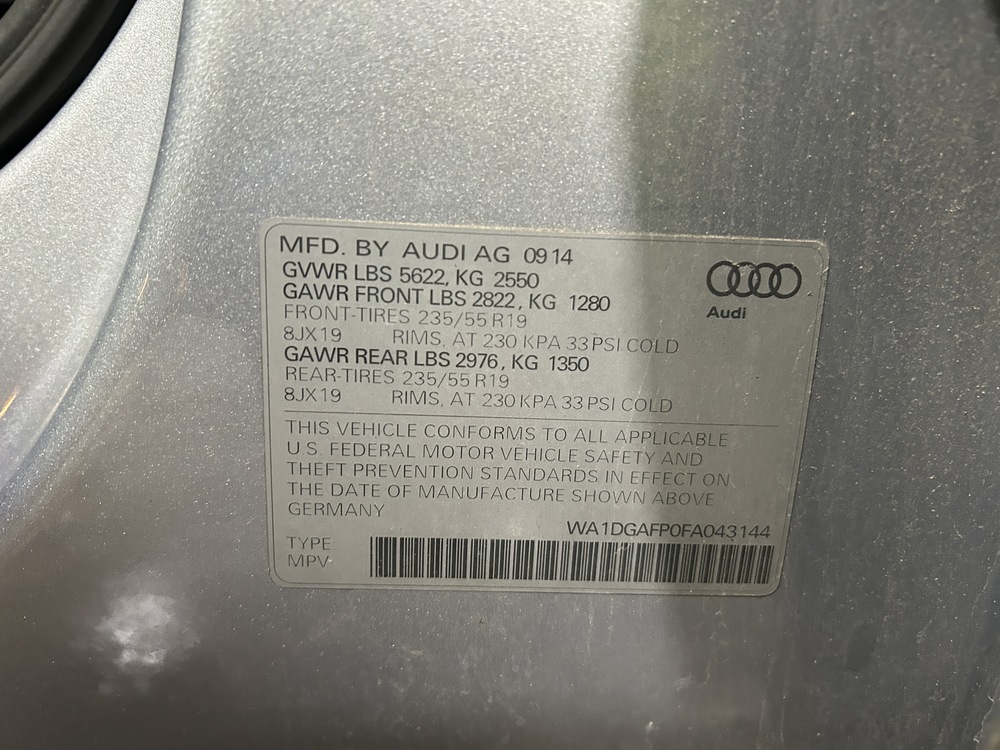 MFD. BY AUDI AG 09 14
GVWR LBS 5622, KG 2550
GAWR FRONT LBS 2822, KG 1280
FRONT-TIRES 235/55 R19
8JX19 RIMS, AT 230 KPA 33 PSI COLD
GAWR REAR LBS 2976, KG 1350
REAR-TIRES 235/55 R19
8JX19 RIMS, AT 230 KPA 33 PSI COLD
Audi
THIS VEHICLE CONFORMS TO ALL APPLICABLE
U.S. FEDERAL MOTOR VEHICLE SAFETY AND
THEFT PREVENTION STANDARDS IN EFFECT ON
THE DATE OF MANUFACTURE SHOWN ABOVE
GERMANY
WA1DGAFP0FA043144
TYPE
MPV